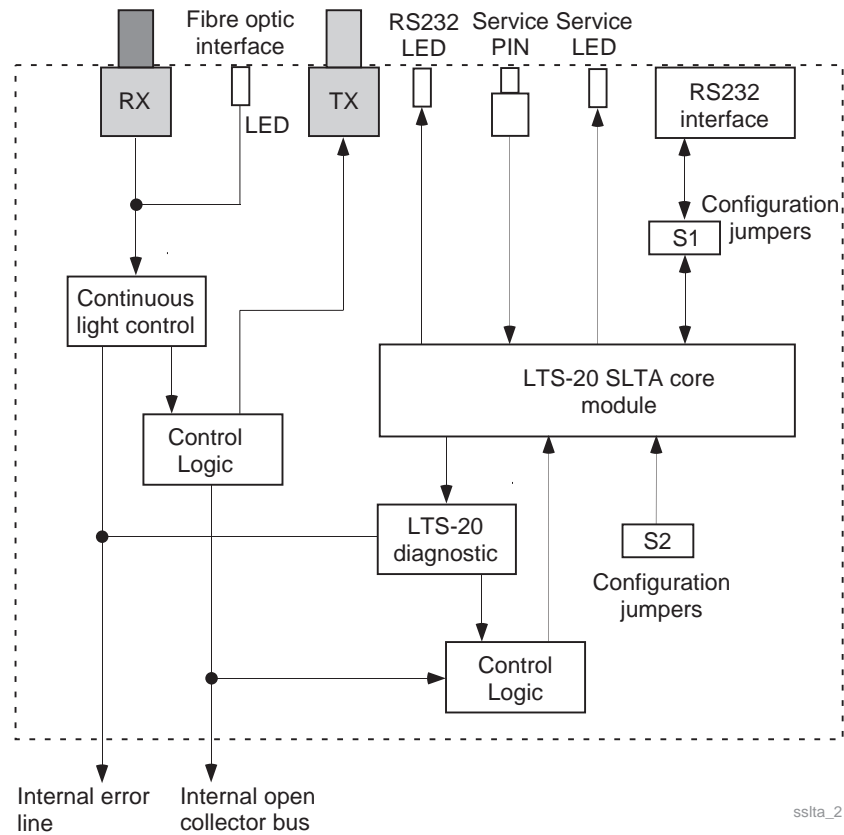 Fibre optic
interface
RS232
LED
Service
PIN
Service
LED
RX
LED
TX
RS232
interface
Configuration
jumpers
S1
Continuous
light control
LTS-20 SLTA core
module
Control
Logic
LTS-20
diagnostic
S2
Configuration
jumpers
Control
Logic
Internal error
line
Internal open
collector bus
sslta_2